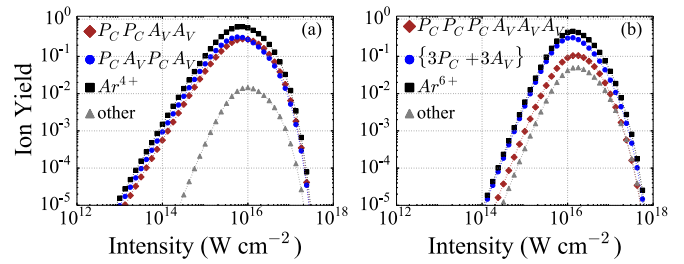 (a)
P_C P_C A_V A_V
P_C A_V P_C A_V
Ar^{4+}
other
10^0
10^{-1}
10^{-2}
10^{-3}
10^{-4}
10^{-5}
Ion Yield
10^{12} 10^{14} 10^{16} 10^{18}
Intensity (W cm^{-2})
(b)
P_C P_C P_C A_V A_V A_V
{3P_C + 3A_V}
Ar^{6+}
other
10^0
10^{-1}
10^{-2}
10^{-3}
10^{-4}
10^{-5}
10^{12} 10^{14} 10^{16} 10^{18}
Intensity (W cm^{-2})